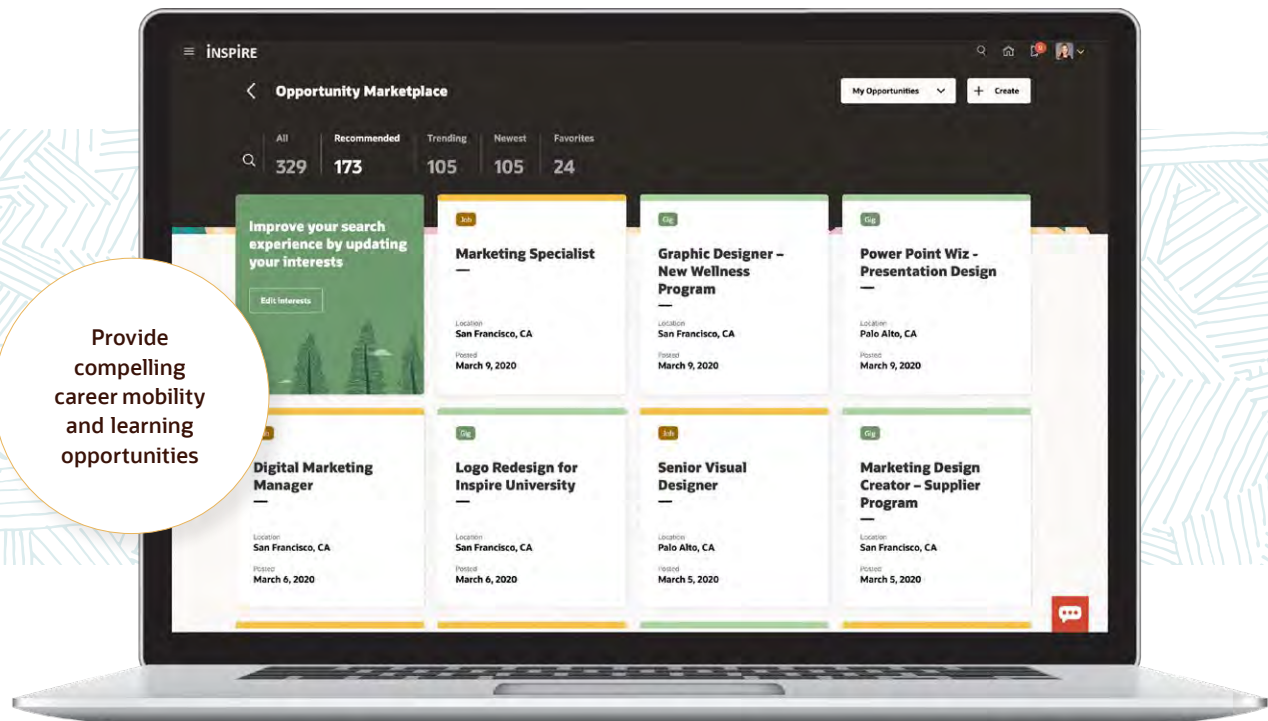 INSPIRE
Opportunity Marketplace
My Opportunities
+ Create
All
Recommended
Trending
Newest
Favorites
329
173
105
105
24
Improve your search
experience by updating
your interests
Edit interests
Job
Marketing Specialist
Location
San Francisco, CA
Posted
March 9, 2020
Gig
Graphic Designer –
New Wellness
Program
Location
San Francisco, CA
Posted
March 9, 2020
Gig
Power Point Wiz -
Presentation Design
Location
Palo Alto, CA
Posted
March 9, 2020
Provide
compelling
career mobility
and learning
opportunities
Digital Marketing
Manager
Location
San Francisco, CA
Posted
March 6, 2020
Gig
Logo Redesign for
Inspire University
Location
San Francisco, CA
Posted
March 6, 2020
Job
Senior Visual
Designer
Location
Palo Alto, CA
Posted
March 5, 2020
Gig
Marketing Design
Creator – Supplier
Program
Location
San Francisco, CA
Posted
March 5, 2020